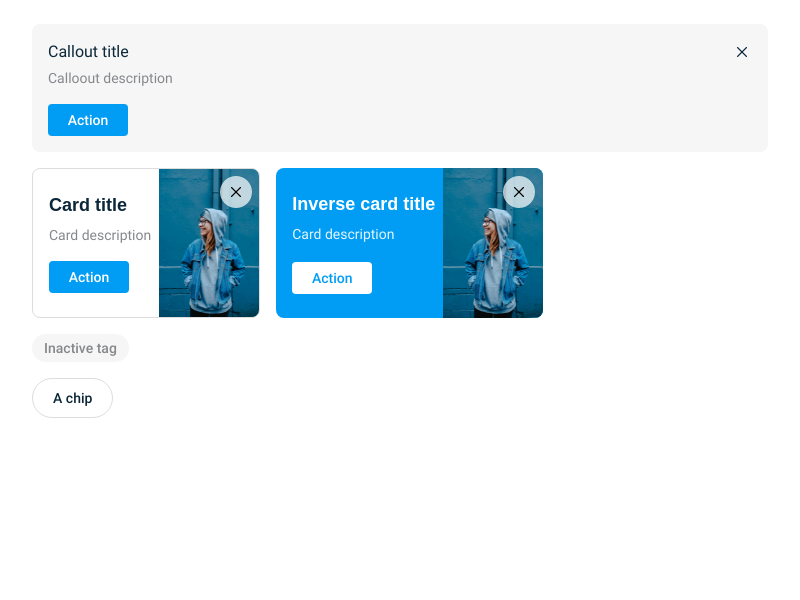 Callout title
Calloout description
Action
Card title
Card description
Action
Inverse card title
Card description
Action
Inactive tag
A chip